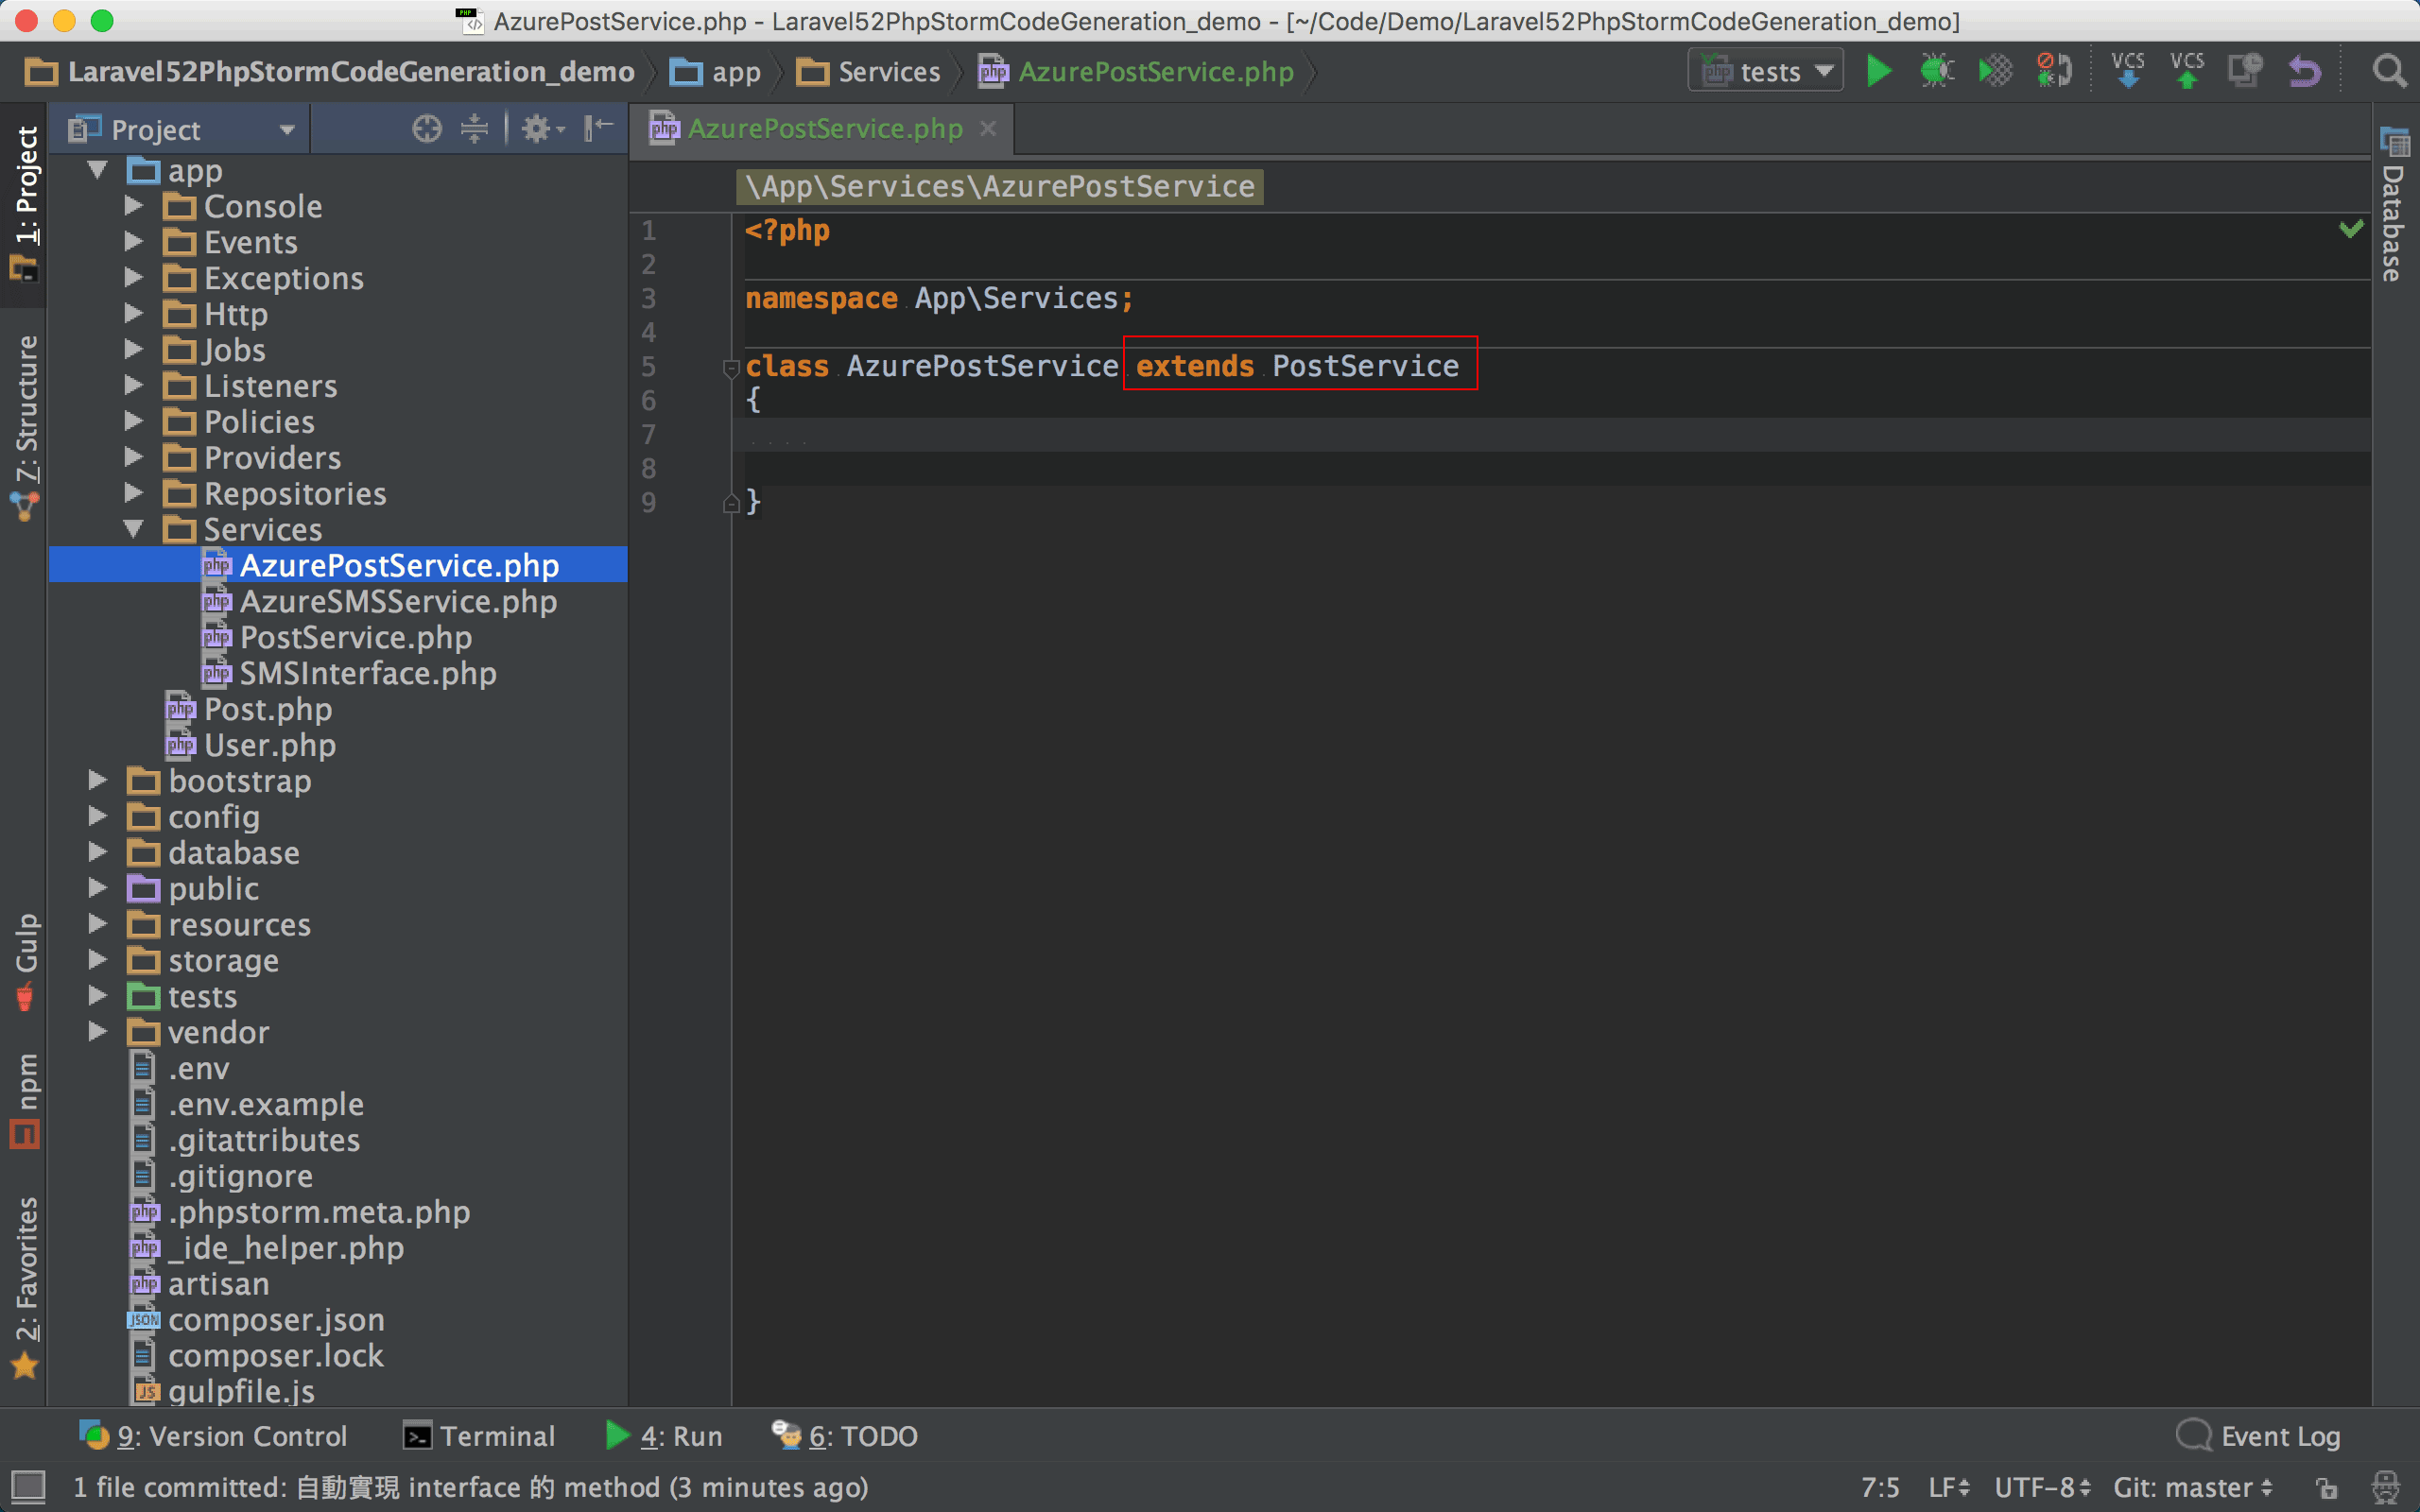 AzurePostService.php - Laravel52PhpStormCodeGeneration_demo - [~/Code/Demo/Laravel52PhpStormCodeGeneration_demo]
Laravel52PhpStormCodeGeneration_demo app Services AzurePostService.php tests VCS VCS
1: Project
7: Structure
Gulp
npm
2: Favorites
Project
app
Console
Events
Exceptions
Http
Jobs
Listeners
Policies
Providers
Repositories
Services
AzurePostService.php
AzureSMSService.php
PostService.php
SMSInterface.php
Post.php
User.php
bootstrap
config
database
public
resources
storage
tests
vendor
.env
.env.example
.gitattributes
.gitignore
.phpstorm.meta.php
_ide_helper.php
artisan
composer.json
composer.lock
gulpfile.js
AzurePostService.php
\App\Services\AzurePostService
1 <?php
2
3 namespace App\Services;
4
5 class AzurePostService extends PostService
6 {
7
8
9 }
Database
9: Version Control Terminal 4: Run 6: TODO Event Log
1 file committed: 自動實現 interface 的 method (3 minutes ago) 7:5 LF UTF-8 Git: master